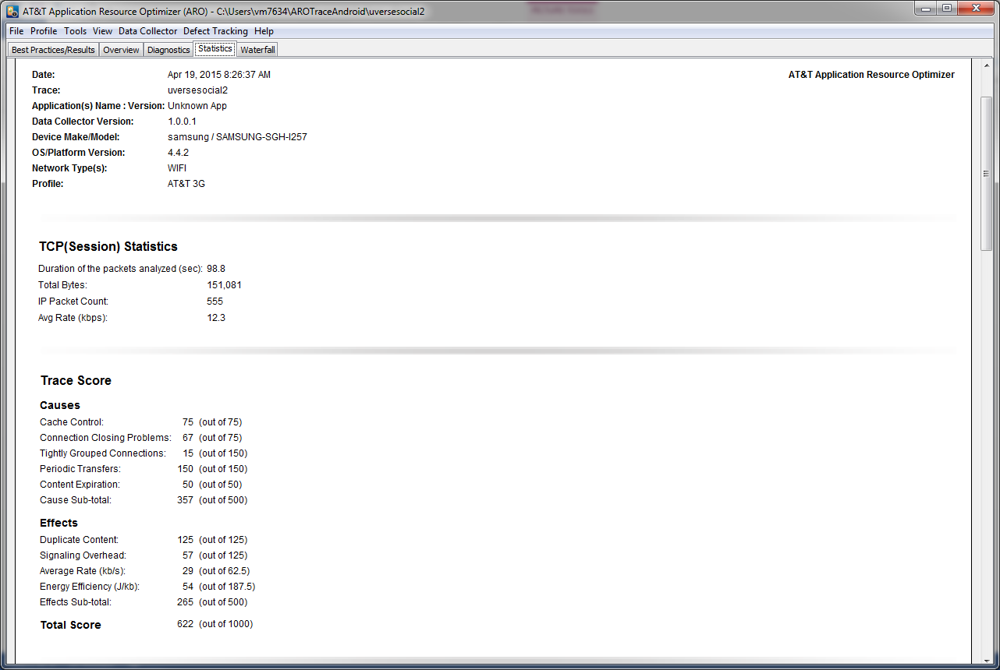 AT&T Application Resource Optimizer (ARO) - C:\Users\vm7634\AROTraceAndroid\uversesocial2
File Profile Tools View Data Collector Defect Tracking Help
Best Practices/Results Overview Diagnostics Statistics Waterfall
Date: Apr 19, 2015 8:26:37 AM AT&T Application Resource Optimizer
Trace: uversesocial2
Application(s) Name : Version: Unknown App
Data Collector Version: 1.0.0.1
Device Make/Model: samsung / SAMSUNG-SGH-I257
OS/Platform Version: 4.4.2
Network Type(s): WIFI
Profile: AT&T 3G
TCP(Session) Statistics
Duration of the packets analyzed (sec): 98.8
Total Bytes: 151,081
IP Packet Count: 555
Avg Rate (kbps): 12.3
Trace Score
Causes
Cache Control: 75 (out of 75)
Connection Closing Problems: 67 (out of 75)
Tightly Grouped Connections: 15 (out of 150)
Periodic Transfers: 150 (out of 150)
Content Expiration: 50 (out of 50)
Cause Sub-total: 357 (out of 500)
Effects
Duplicate Content: 125 (out of 125)
Signaling Overhead: 57 (out of 125)
Average Rate (kb/s): 29 (out of 62.5)
Energy Efficiency (J/kb): 54 (out of 187.5)
Effects Sub-total: 265 (out of 500)
Total Score 622 (out of 1000)